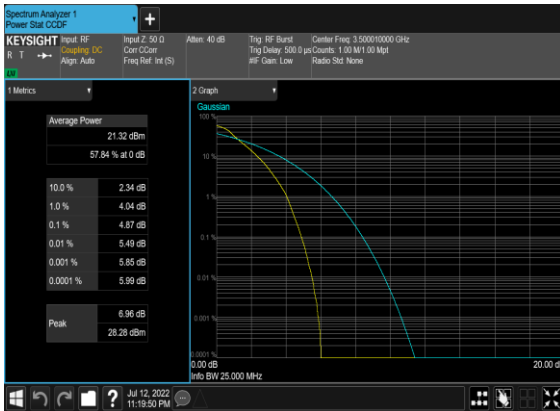 Spectrum Analyzer 1
Power Stat CCDF
+
KEYSIGHT
R T
LXI
Input: RF
Coupling: DC
Align: Auto
Input Z: 50 Ω
Corr CCorr
Freq Ref: Int (S)
Atten: 40 dB
Trig: RF Burst
Trig Delay: 500.0 µs
#IF Gain: Low
Center Freq: 3.500010000 GHz
Counts: 1.00 M/1.00 Mpt
Radio Std: None
1 Metrics
Average Power
21.32 dBm
57.84 % at 0 dB
10.0 % 2.34 dB
1.0 % 4.04 dB
0.1 % 4.87 dB
0.01 % 5.49 dB
0.001 % 5.85 dB
0.0001 % 5.99 dB
Peak
6.96 dB
28.28 dBm
2 Graph
Gaussian
100 %
10 %
1 %
0.1 %
0.01 %
0.001 %
0.0001 %
0.00 dB
20.00 d
Info BW 25.000 MHz
?
Jul 12, 2022
11:19:50 PM